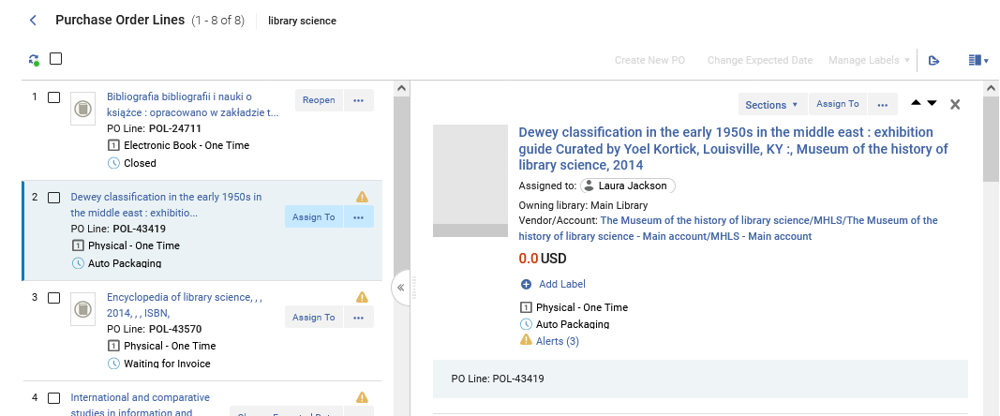 Purchase Order Lines (1 - 8 of 8) library science
Create New PO Change Expected Date Manage Labels
1 Bibliografia bibliografii i nauki o
książce : opracowano w zakładzie t...
Reopen
PO Line: POL-24711
1 Electronic Book - One Time
Closed
2 Dewey classification in the early 1950s in
the middle east : exhibitio...
Assign To
PO Line: POL-43419
1 Physical - One Time
Auto Packaging
3 Encyclopedia of library science, , ,
2014, , , ISBN,
Assign To
PO Line: POL-43570
1 Physical - One Time
Waiting for Invoice
4 International and comparative
studies in information and
Sections Assign To
Dewey classification in the early 1950s in the middle east : exhibition
guide Curated by Yoel Kortick, Louisville, KY :, Museum of the history of
library science, 2014
Assigned to: Laura Jackson
Owning library: Main Library
Vendor/Account: The Museum of the history of library science/MHLS/The Museum of the
history of library science - Main account/MHLS - Main account
0.0 USD
Add Label
1 Physical - One Time
Auto Packaging
Alerts (3)
PO Line: POL-43419